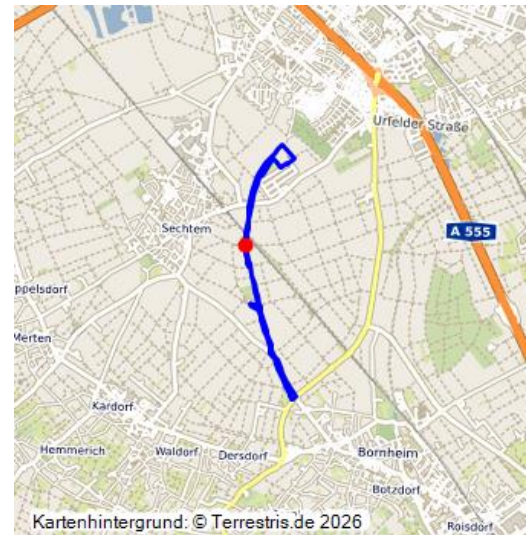 Urfelder Straße
Sechtem
A 555
ppelsdorf
Merten
Kardorf
Hemmerich
Waldorf
Dersdorf
Bornheim
Botzdorf
Roisdorf
Kartenhintergrund: © Terrestris.de 2026